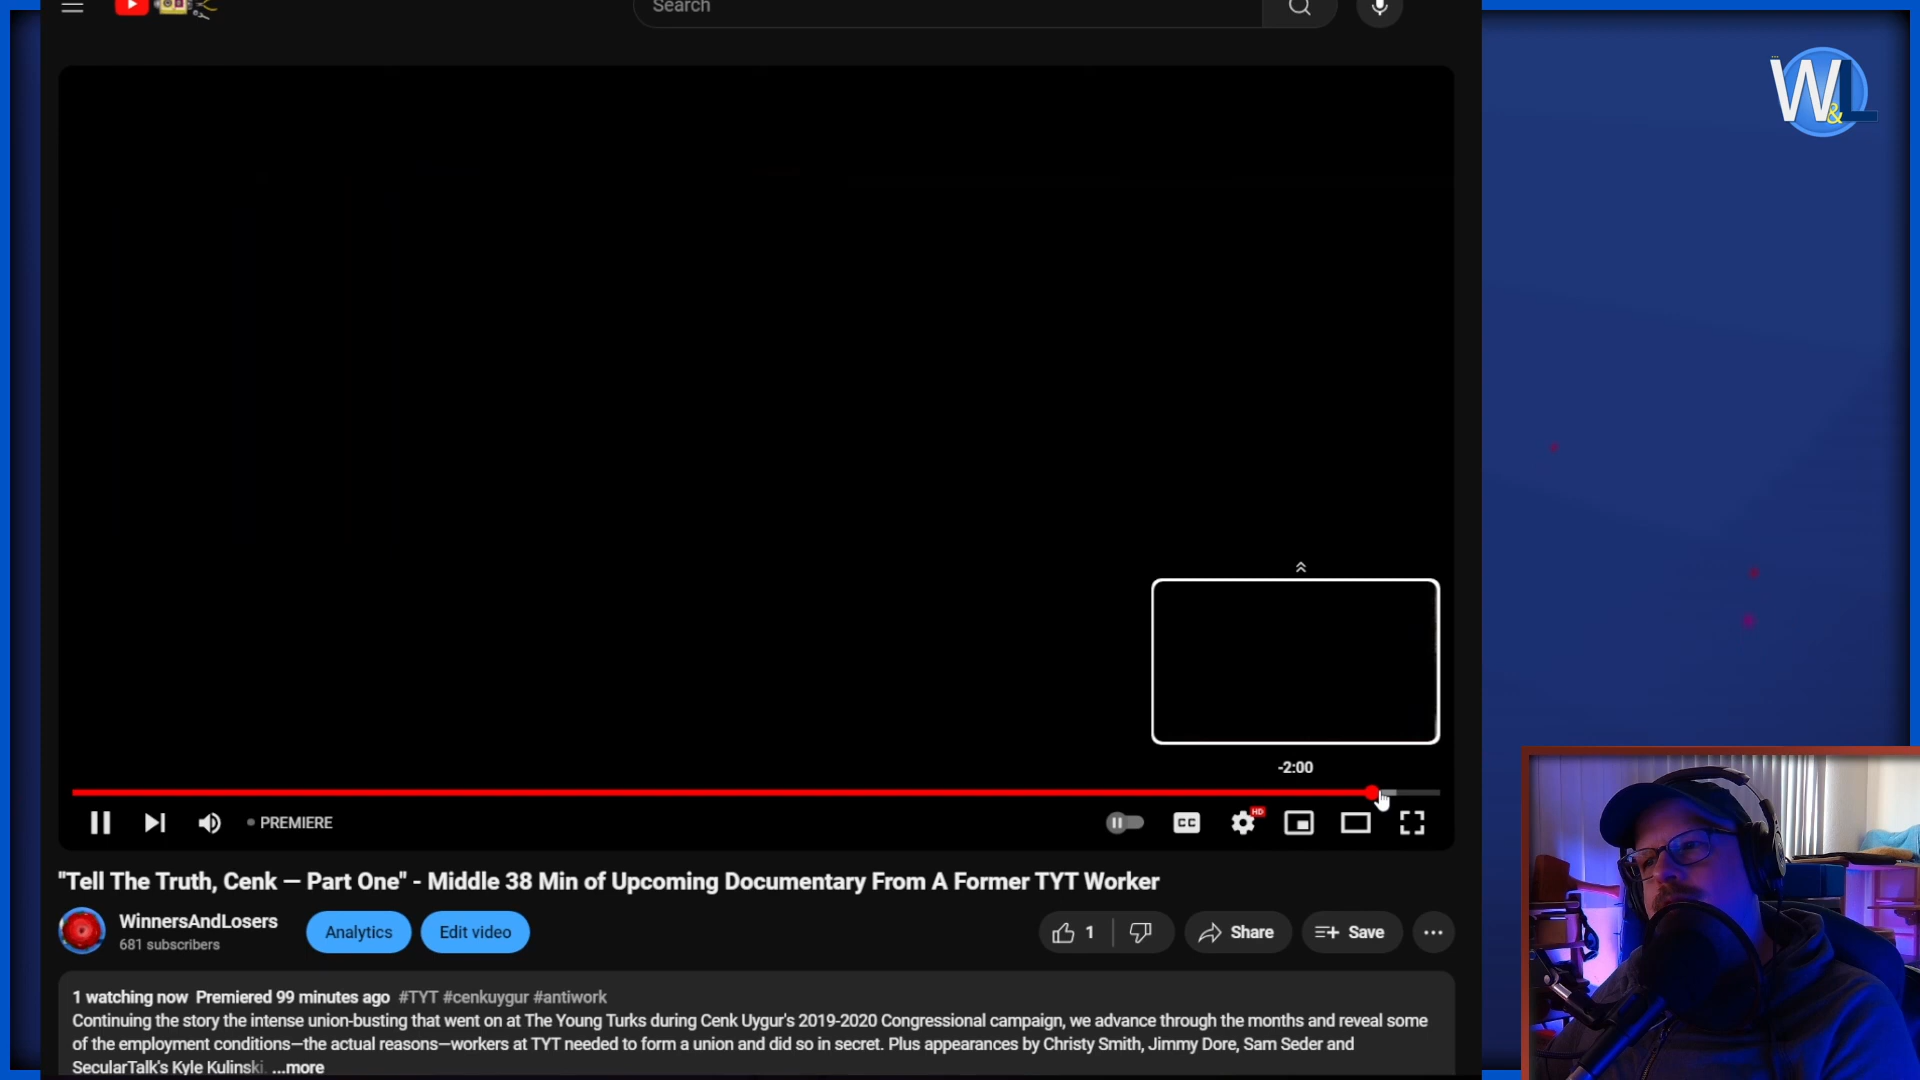 Search
W&L
-2:00
PREMIERE
CC
HD
"Tell The Truth, Cenk — Part One" - Middle 38 Min of Upcoming Documentary From A Former TYT Worker
WinnersAndLosers
681 subscribers
Analytics
Edit video
1
Share
Save
1 watching now Premiered 99 minutes ago #TYT #cenkuygur #antiwork
Continuing the story the intense union-busting that went on at The Young Turks during Cenk Uygur's 2019-2020 Congressional campaign, we advance through the months and reveal some
of the employment conditions—the actual reasons—workers at TYT needed to form a union and did so in secret. Plus appearances by Christy Smith, Jimmy Dore, Sam Seder and
SecularTalk's Kyle Kulinski. ...more